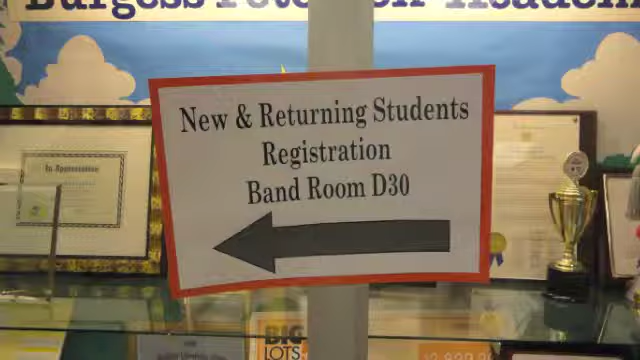 Burgess Peterson Academy
New & Returning Students
Registration
Band Room D30
In Appreciation
BIG
LOTS